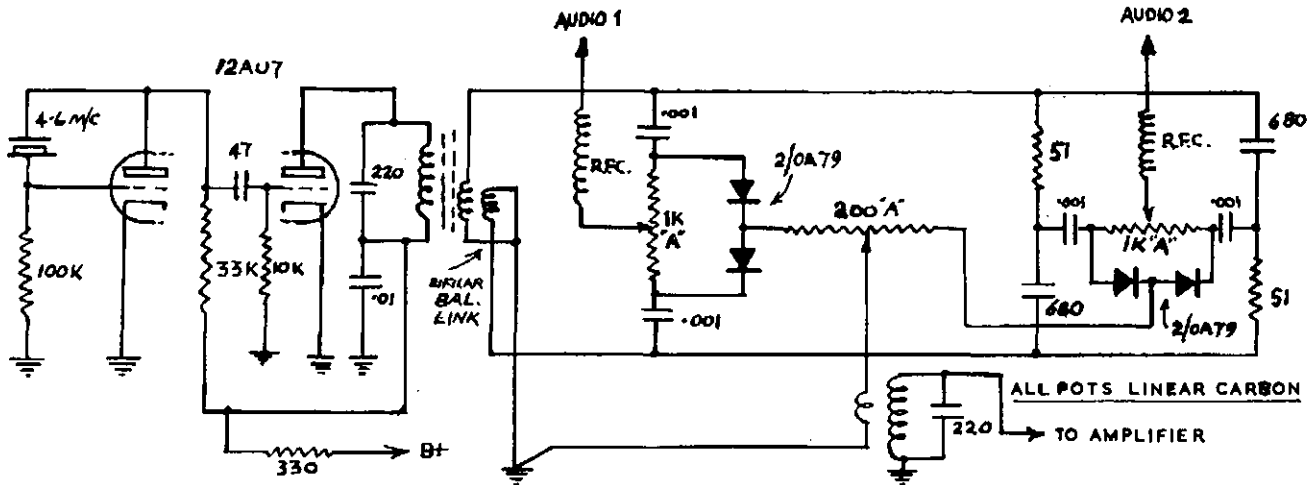 AUDIO 1
AUDIO 2
12AU7
4.6 M/C
47
220
.001
R.F.C.
2/0A79
57
R.F.C.
680
1K
"A"
200"A"
.001
.001
1K"A"
100K
33K
10K
.01
BIFILAR
BAL.
LINK
.001
680
2/0A79
51
220
ALL POTS LINEAR CARBON
TO AMPLIFIER
330
B+